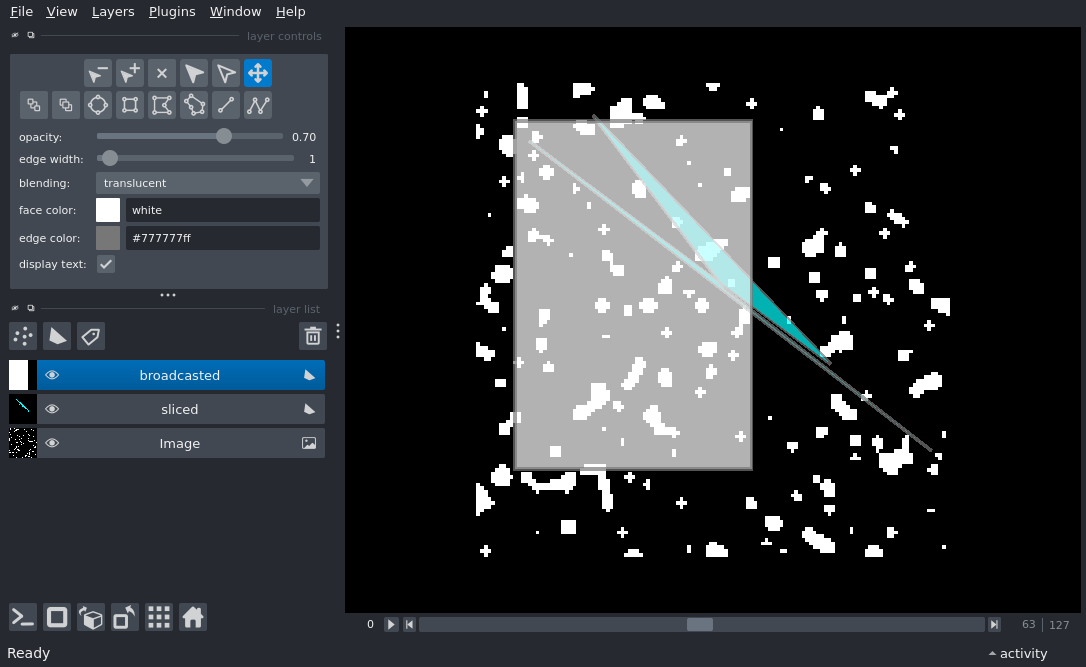 File View Layers Plugins Window Help
layer controls
opacity: 0.70
edge width: 1
blending: translucent
face color: white
edge color: #777777ff
display text:
layer list
broadcasted
sliced
Image
0 63 127
Ready activity